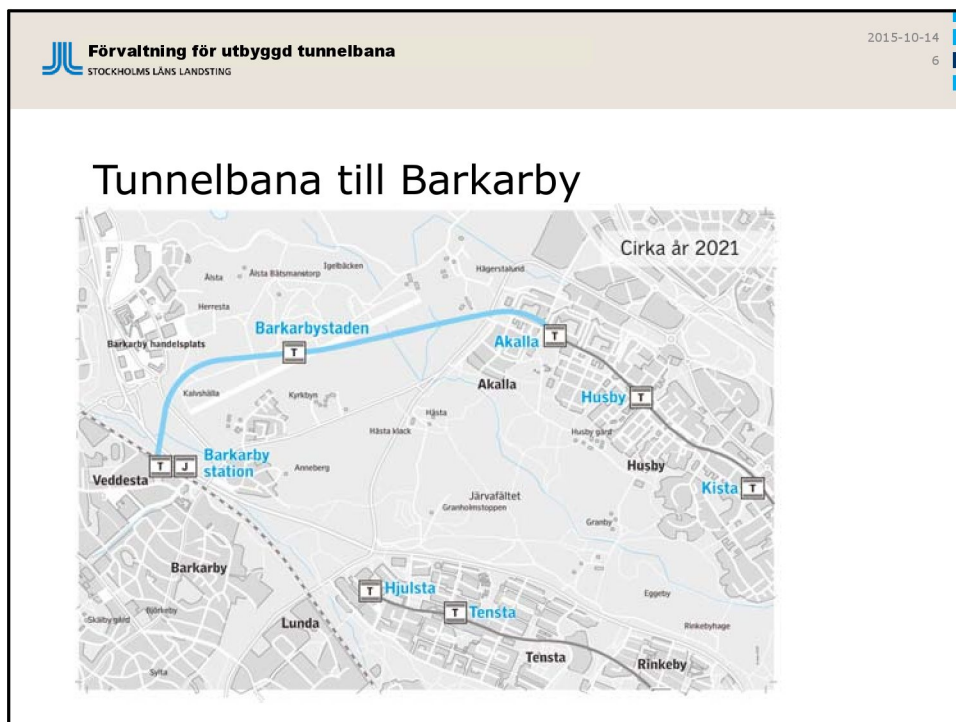 Förvaltning för utbyggd tunnelbana
STOCKHOLMS LÄNS LANDSTING
2015-10-14
6
Tunnelbana till Barkarby
Cirka år 2021
Igelbäcken
Hägerstalund
Ålsta
Ålsta Båtsmanstorp
Herresta
Barkarbystaden
T
Barkarby handelsplats
Akalla
T
Akalla
Kalvshälla
Kyrkbyn
Husby
T
Hästa
Hästa klack
Husby gård
Barkarby
station
T
J
Veddesta
Anneberg
Husby
Kista
T
Järvafältet
Granholmstoppen
Granby
Barkarby
Hjulsta
T
Tensta
T
Eggeby
Björkeby
Skälby gård
Lunda
Rinkebyhage
Tensta
Rinkeby
Sylta